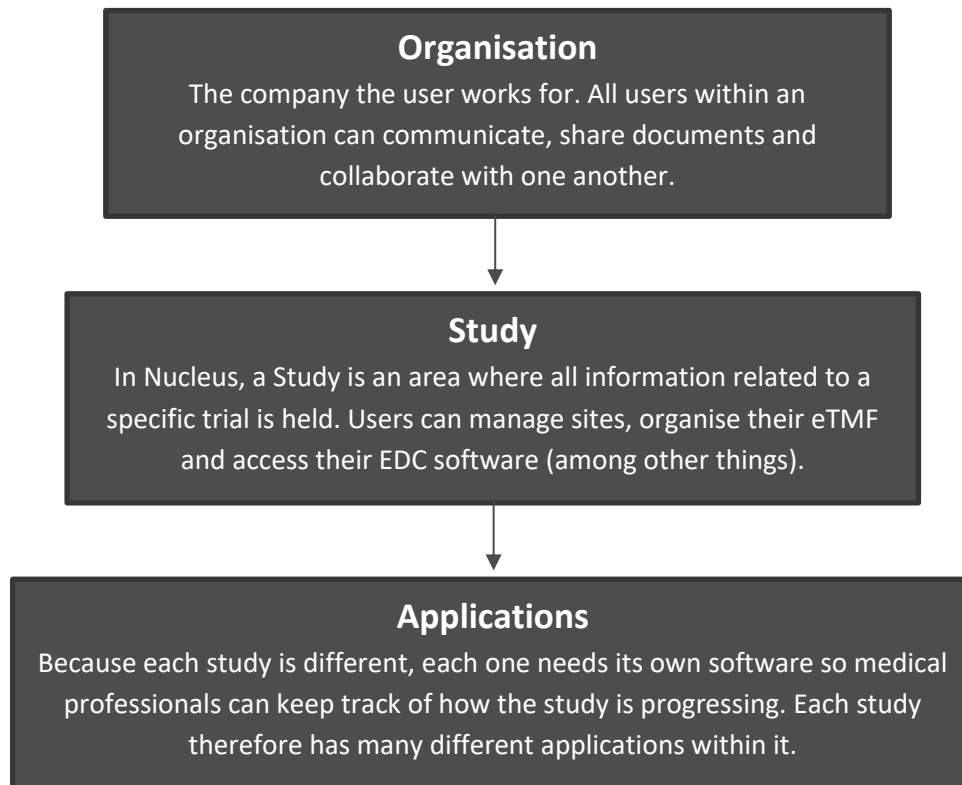 Organisation
The company the user works for. All users within an
organisation can communicate, share documents and
collaborate with one another.
Study
In Nucleus, a Study is an area where all information related to a
specific trial is held. Users can manage sites, organise their eTMF
and access their EDC software (among other things).
Applications
Because each study is different, each one needs its own software so medical
professionals can keep track of how the study is progressing. Each study
therefore has many different applications within it.